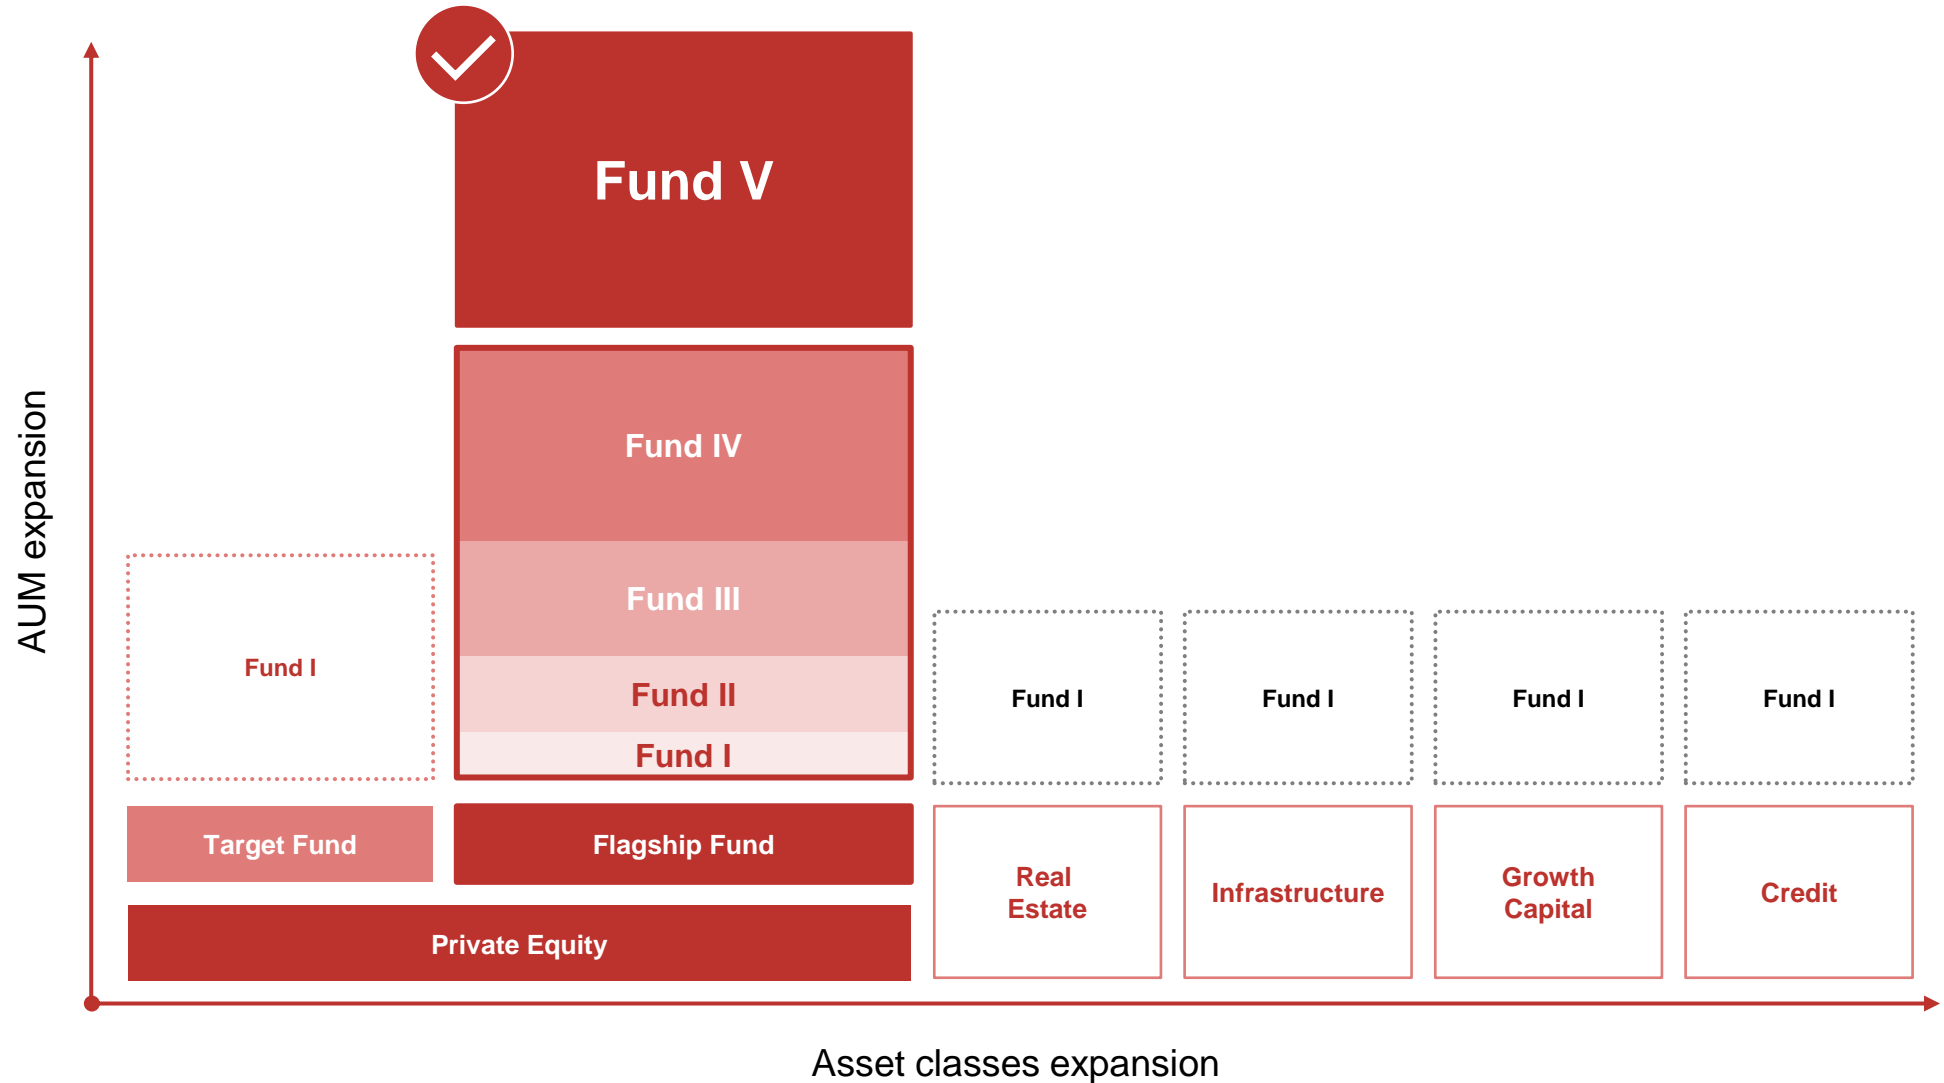 AUM expansion
Fund V
Fund IV
Fund III
Fund II
Fund I
Fund I
Fund I
Fund I
Fund I
Fund I
Target Fund
Flagship Fund
Private Equity
Real
Estate
Infrastructure
Growth
Capital
Credit
Asset classes expansion